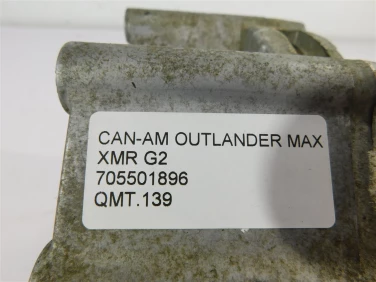 CAN-AM OUTLANDER MAX
XMR G2
705501896
QMT.139